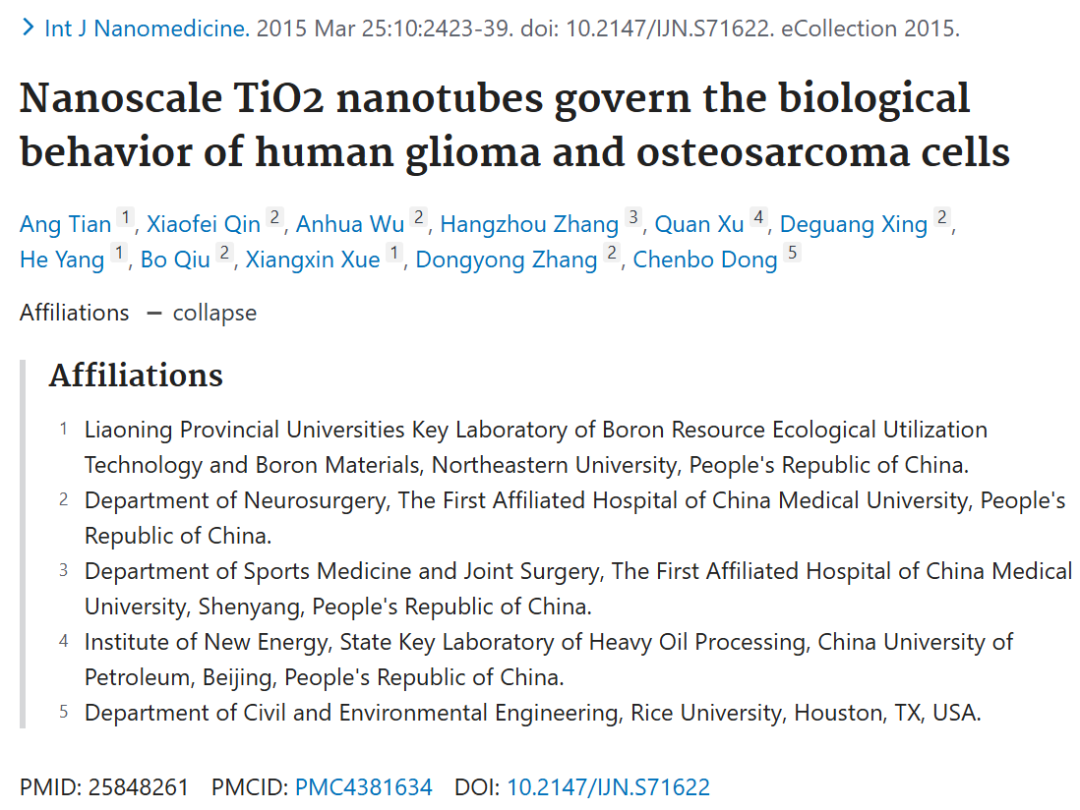 > Int J Nanomedicine. 2015 Mar 25:10:2423-39. doi: 10.2147/IJN.S71622. eCollection 2015.
Nanoscale TiO2 nanotubes govern the biological
behavior of human glioma and osteosarcoma cells
Ang Tian 1, Xiaofei Qin 2, Anhua Wu 2, Hangzhou Zhang 3, Quan Xu 4, Deguang Xing 2,
He Yang 1, Bo Qiu 2, Xiangxin Xue 1, Dongyong Zhang 2, Chenbo Dong 5
Affiliations − collapse
Affiliations
1 Liaoning Provincial Universities Key Laboratory of Boron Resource Ecological Utilization
Technology and Boron Materials, Northeastern University, People's Republic of China.
2 Department of Neurosurgery, The First Affiliated Hospital of China Medical University, People's
Republic of China.
3 Department of Sports Medicine and Joint Surgery, The First Affiliated Hospital of China Medical
University, Shenyang, People's Republic of China.
4 Institute of New Energy, State Key Laboratory of Heavy Oil Processing, China University of
Petroleum, Beijing, People's Republic of China.
5 Department of Civil and Environmental Engineering, Rice University, Houston, TX, USA.
PMID: 25848261 PMCID: PMC4381634 DOI: 10.2147/IJN.S71622